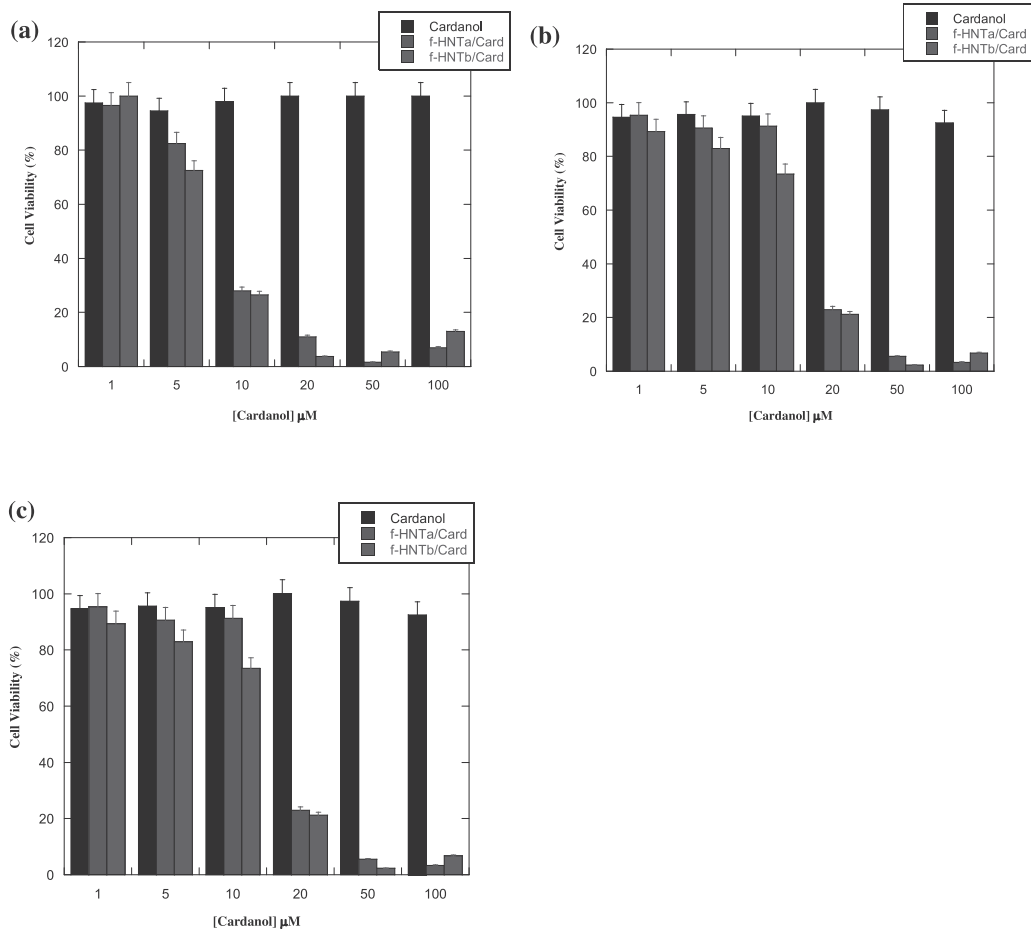 (a)
Cardanol
f-HNTa/Card
f-HNTb/Card
120
100
80
60
40
20
0
Cell Viability (%)
1 5 10 20 50 100
[Cardanol] μM
(b)
Cardanol
f-HNTa/Card
f-HNTb/Card
120
100
80
60
40
20
0
Cell Viability (%)
1 5 10 20 50 100
[Cardanol] μM
(c)
Cardanol
f-HNTa/Card
f-HNTb/Card
120
100
80
60
40
20
0
Cell Viability (%)
1 5 10 20 50 100
[Cardanol] μM